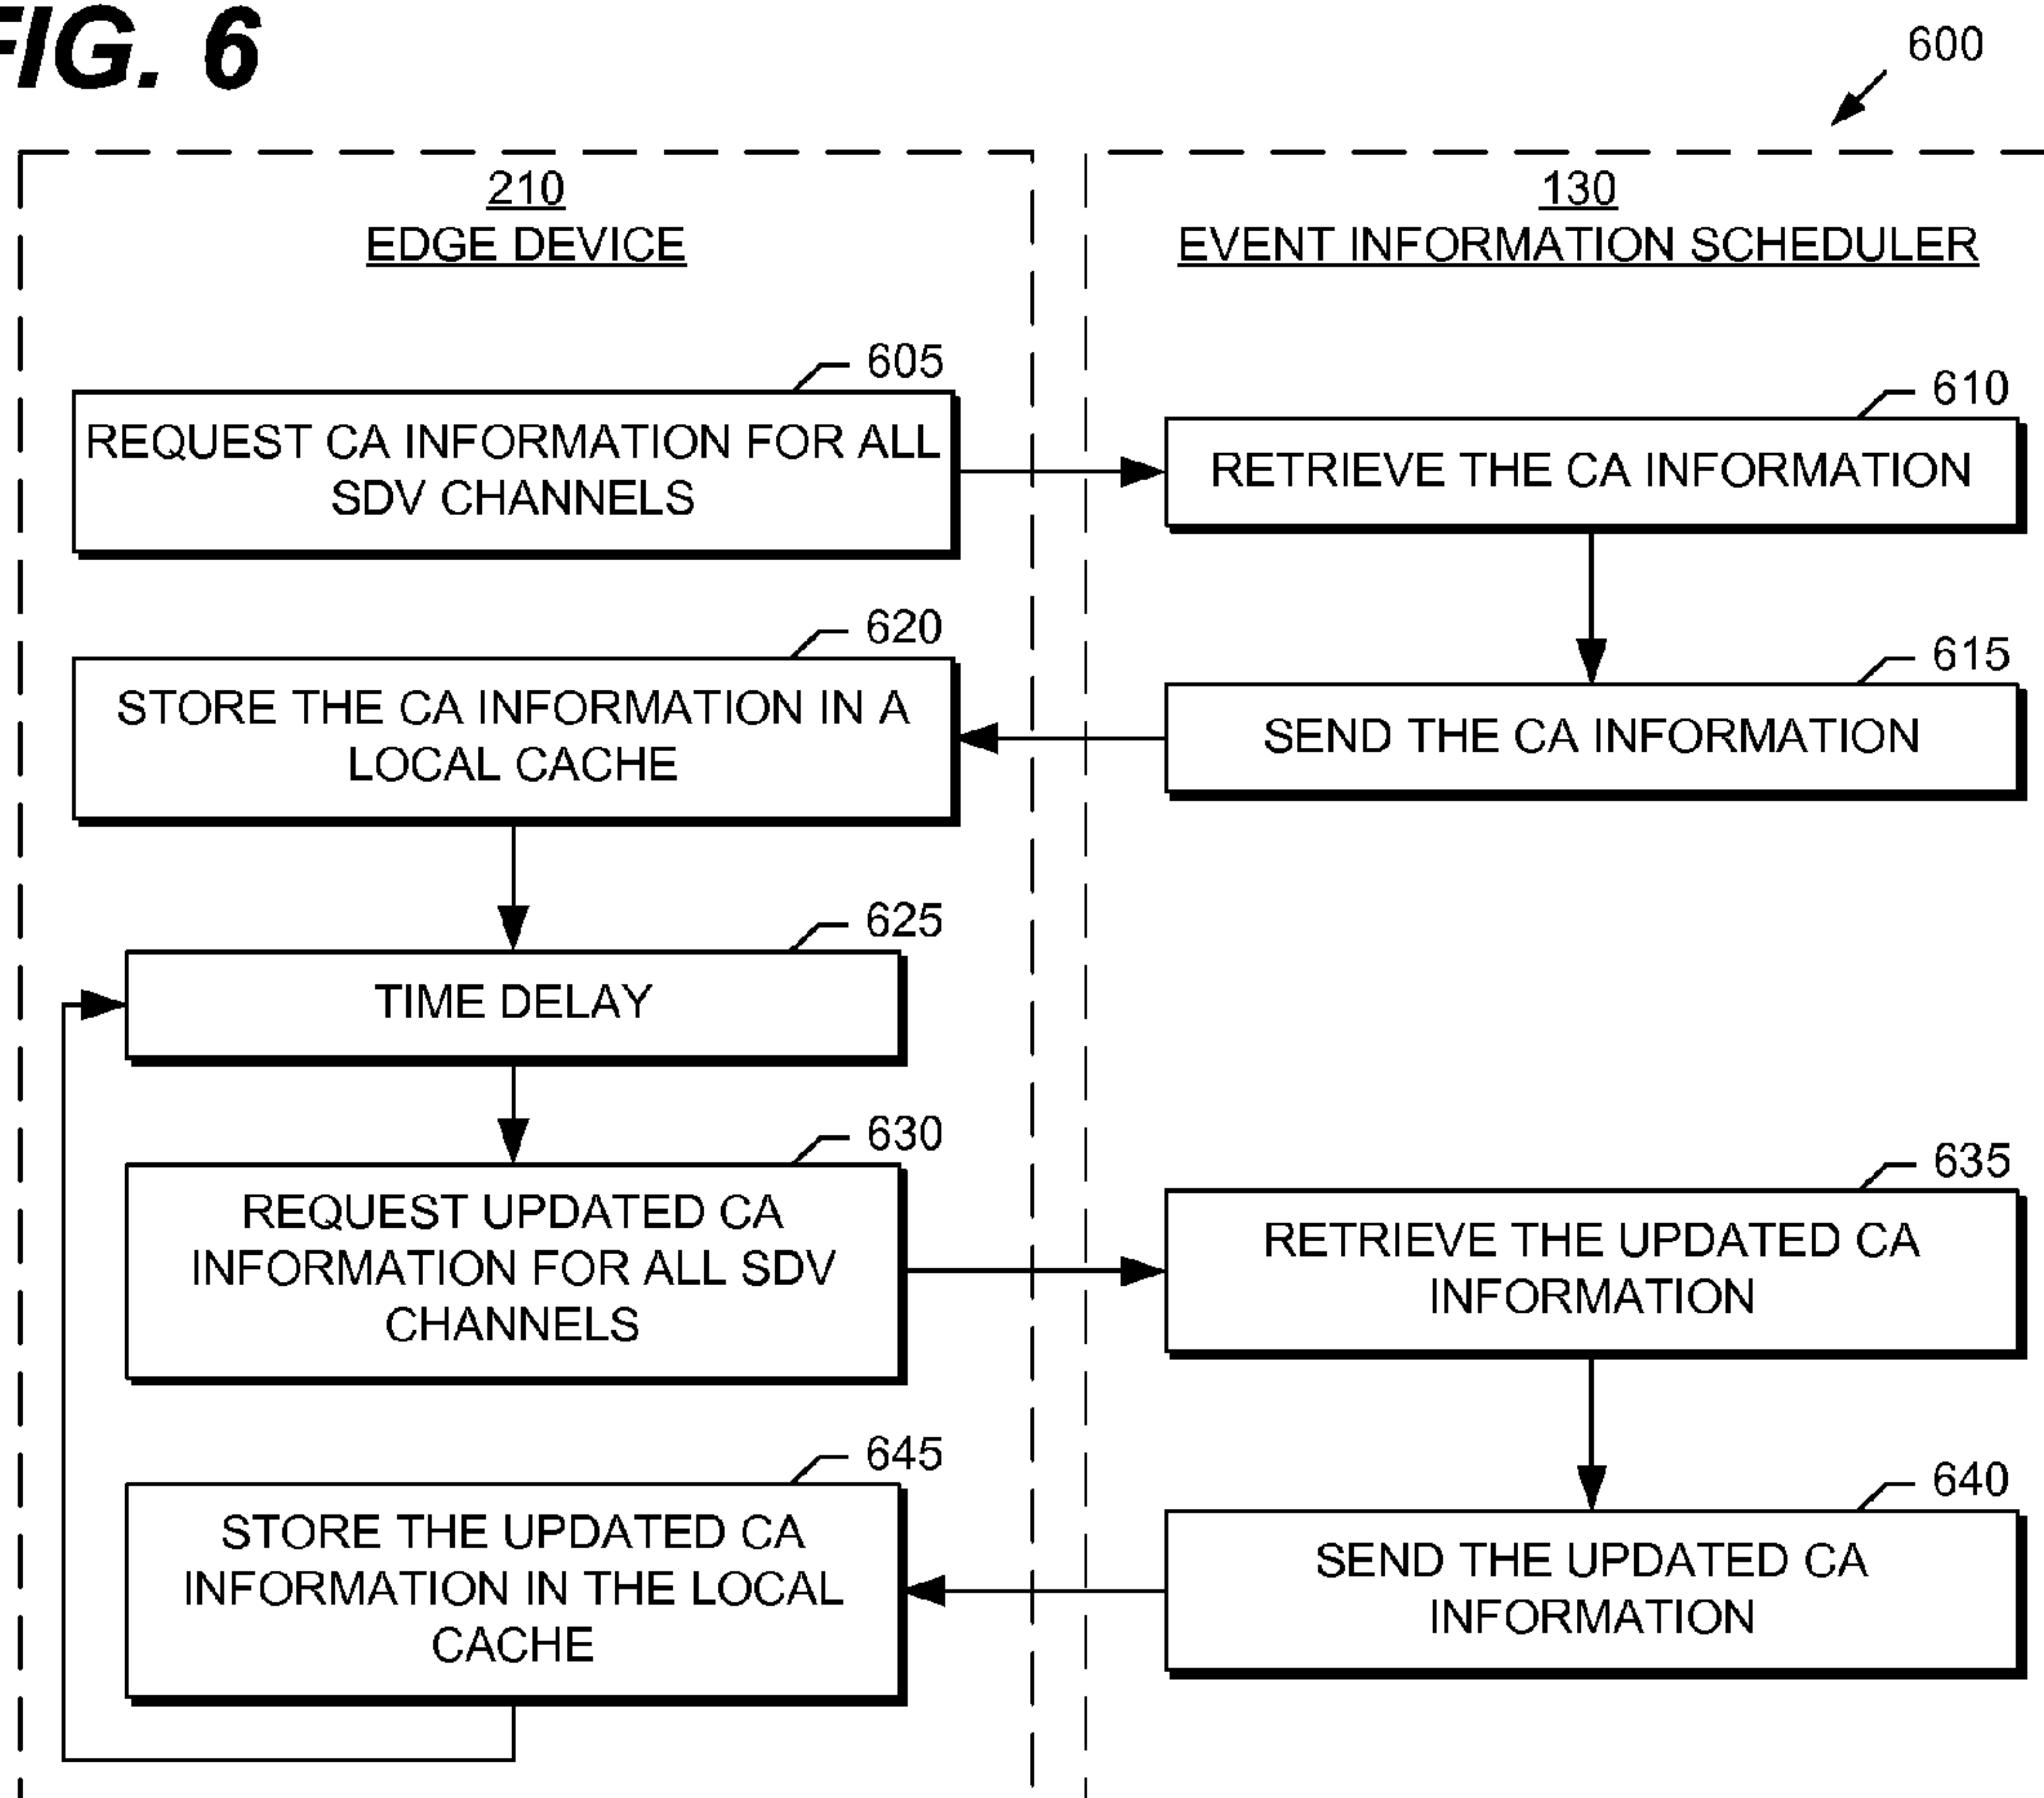 FIG. 6
600
210
EDGE DEVICE
130
EVENT INFORMATION SCHEDULER
605
REQUEST CA INFORMATION FOR ALL
SDV CHANNELS
610
RETRIEVE THE CA INFORMATION
620
STORE THE CA INFORMATION IN A
LOCAL CACHE
615
SEND THE CA INFORMATION
625
TIME DELAY
630
REQUEST UPDATED CA
INFORMATION FOR ALL SDV
CHANNELS
635
RETRIEVE THE UPDATED CA
INFORMATION
645
STORE THE UPDATED CA
INFORMATION IN THE LOCAL
CACHE
640
SEND THE UPDATED CA
INFORMATION